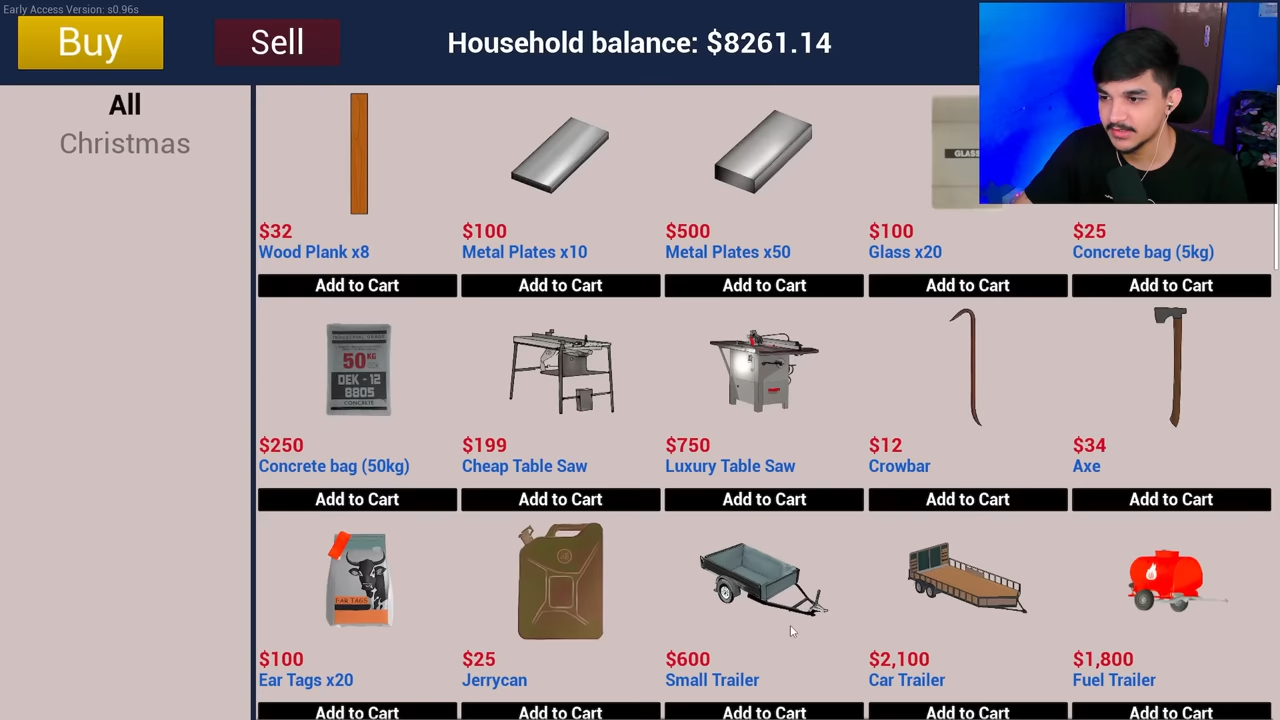 Early Access Version: s0.96s
Buy
Sell
Household balance: $8261.14
All
Christmas
GLASS
$32
Wood Plank x8
Add to Cart
$100
Metal Plates x10
Add to Cart
$500
Metal Plates x50
Add to Cart
$100
Glass x20
Add to Cart
$25
Concrete bag (5kg)
Add to Cart
50KG
DEK - 12
8805
CONCRETE
$250
Concrete bag (50kg)
Add to Cart
$199
Cheap Table Saw
Add to Cart
$750
Luxury Table Saw
Add to Cart
$12
Crowbar
Add to Cart
$34
Axe
Add to Cart
EAR TAGS
$100
Ear Tags x20
Add to Cart
$25
Jerrycan
Add to Cart
$600
Small Trailer
Add to Cart
$2,100
Car Trailer
Add to Cart
$1,800
Fuel Trailer
Add to Cart